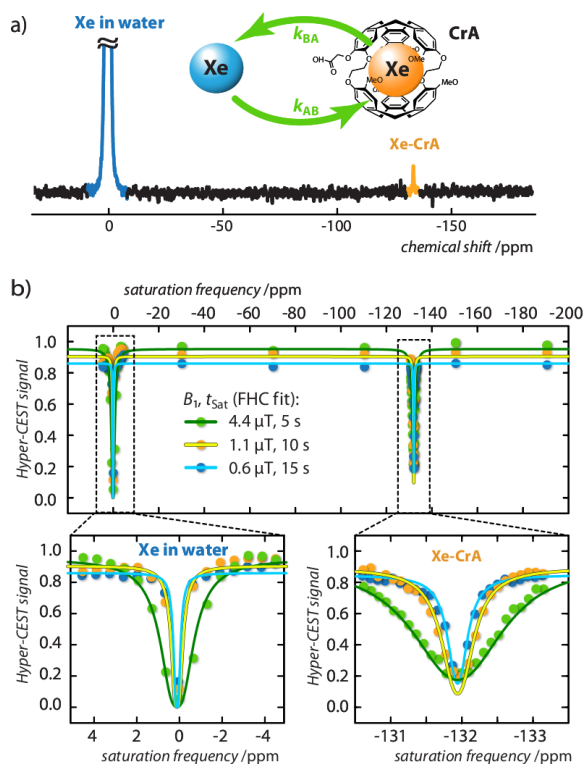 a)
Xe in water
k_BA
CrA
Xe
Xe
OH
O
O
O
O
O
OMe
MeO
MeO
k_AB
Xe-CrA
0 -50 -100 -150
chemical shift /ppm
b)
saturation frequency /ppm
0 -20 -40 -60 -80 -100 -120 -140 -160 -180 -200
Hyper-CEST signal
1.0
0.8
0.6
0.4
0.2
0.0
B₁, t_Sat (FHC fit):
4.4 µT, 5 s
1.1 µT, 10 s
0.6 µT, 15 s
Xe in water
Hyper-CEST signal
1.0
0.8
0.6
0.4
0.2
0.0
4 2 0 -2 -4
saturation frequency /ppm
Xe-CrA
Hyper-CEST signal
1.0
0.8
0.6
0.4
0.2
0.0
-131 -132 -133
saturation frequency /ppm